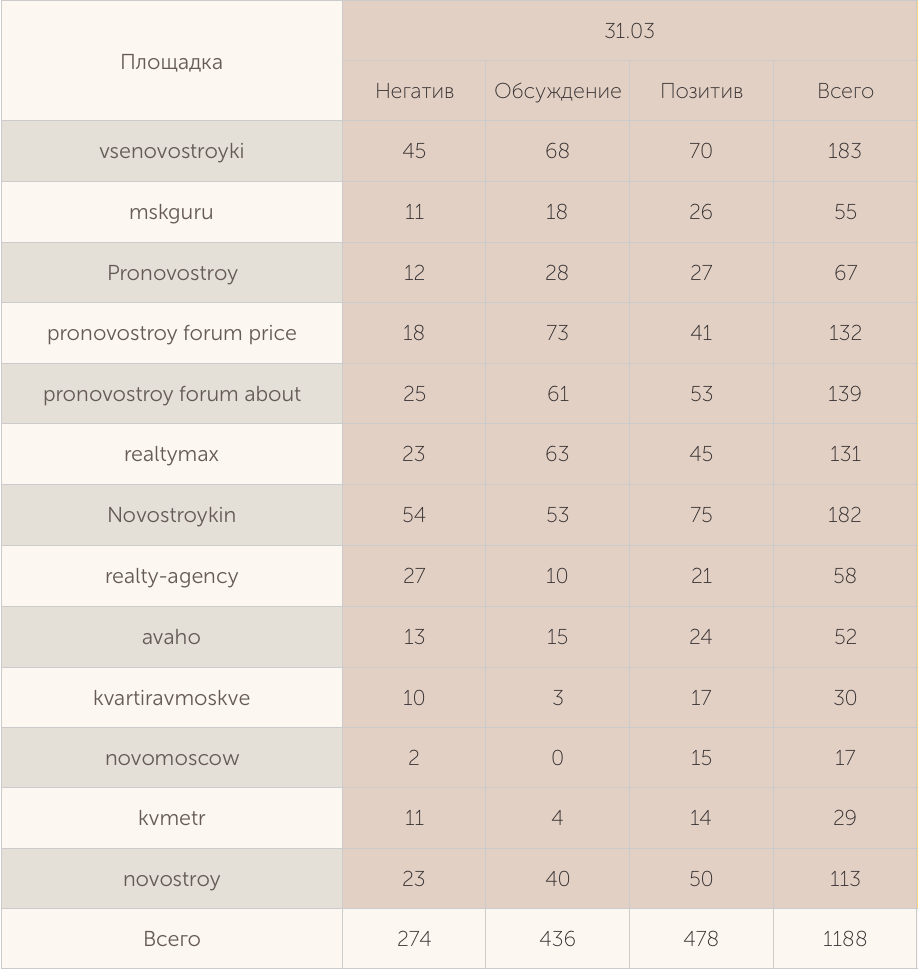 Площадка 31.03
Негатив Обсуждение Позитив Всего
vsenovostroyki 45 68 70 183
mskguru 11 18 26 55
Pronovostroy 12 28 27 67
pronovostroy forum price 18 73 41 132
pronovostroy forum about 25 61 53 139
realtymax 23 63 45 131
Novostroykin 54 53 75 182
realty-agency 27 10 21 58
avaho 13 15 24 52
kvartiravmoskve 10 3 17 30
novomoscow 2 0 15 17
kvmetr 11 4 14 29
novostroy 23 40 50 113
Всего 274 436 478 1188